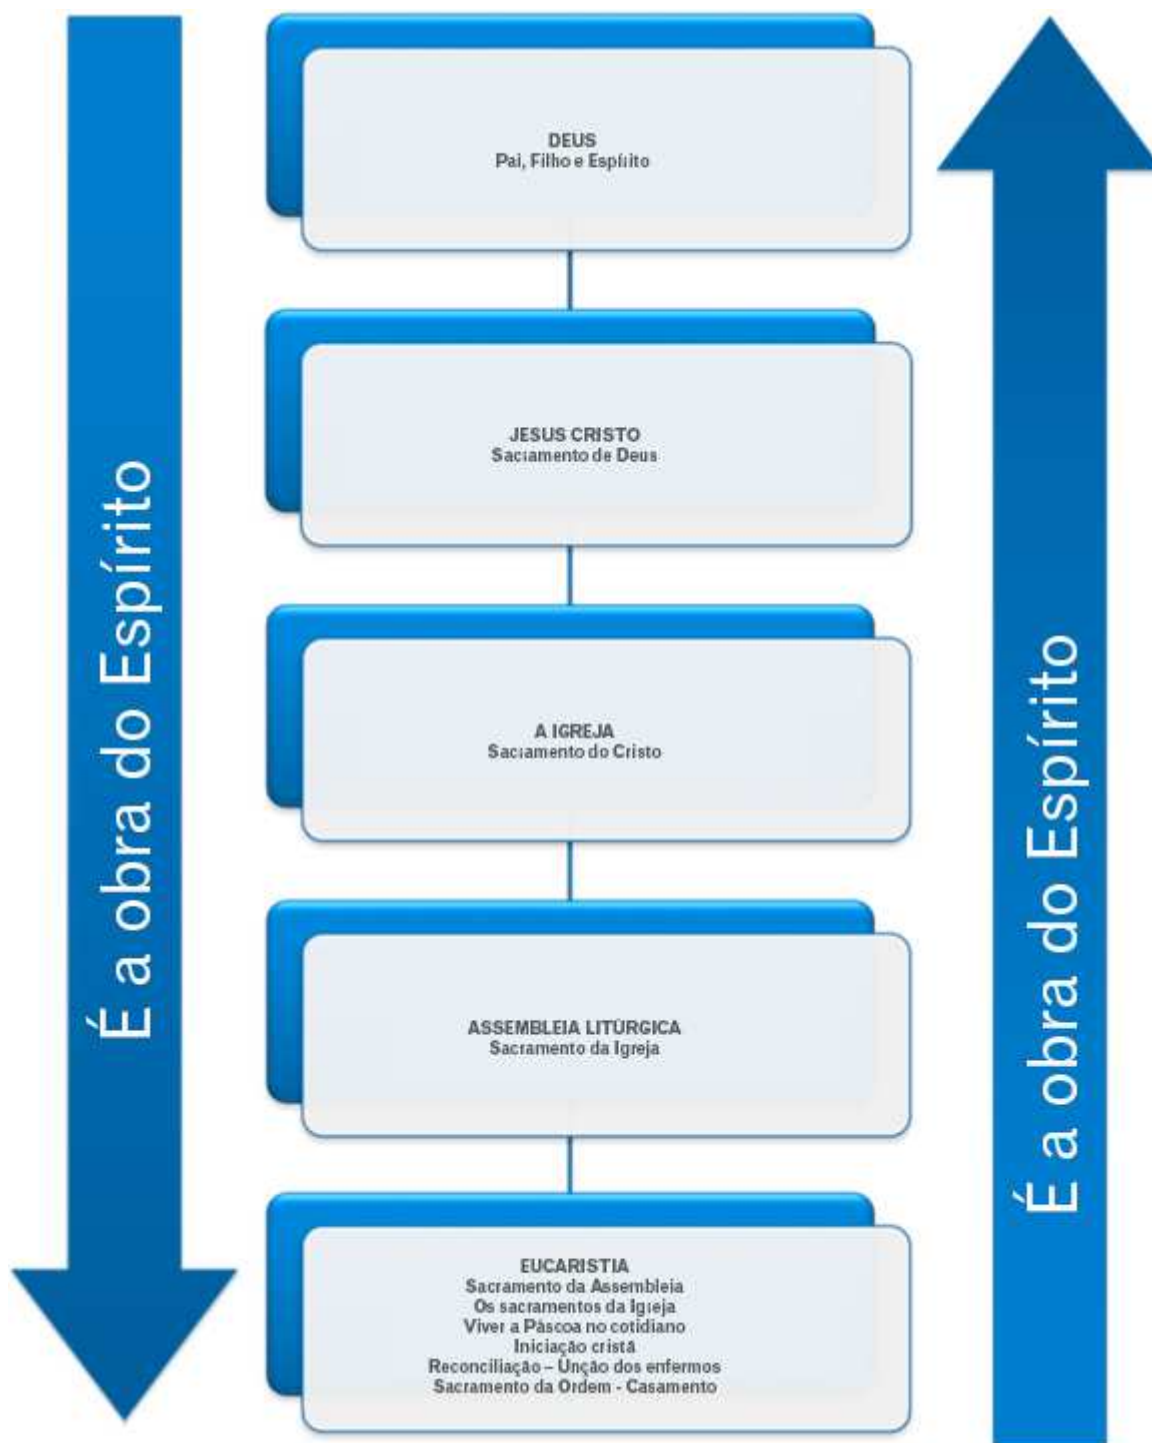 É a obra do Espírito
DEUS
Pai, Filho e Espírito
JESUS CRISTO
Sacramento de Deus
A IGREJA
Sacramento do Cristo
ASSEMBLEIA LITÚRGICA
Sacramento da Igreja
EUCARISTIA
Sacramento da Assembleia
Os sacramentos da Igreja
Viver a Páscoa no cotidiano
Iniciação cristã
Reconciliação – Unção dos enfermos
Sacramento da Ordem - Casamento
É a obra do Espírito